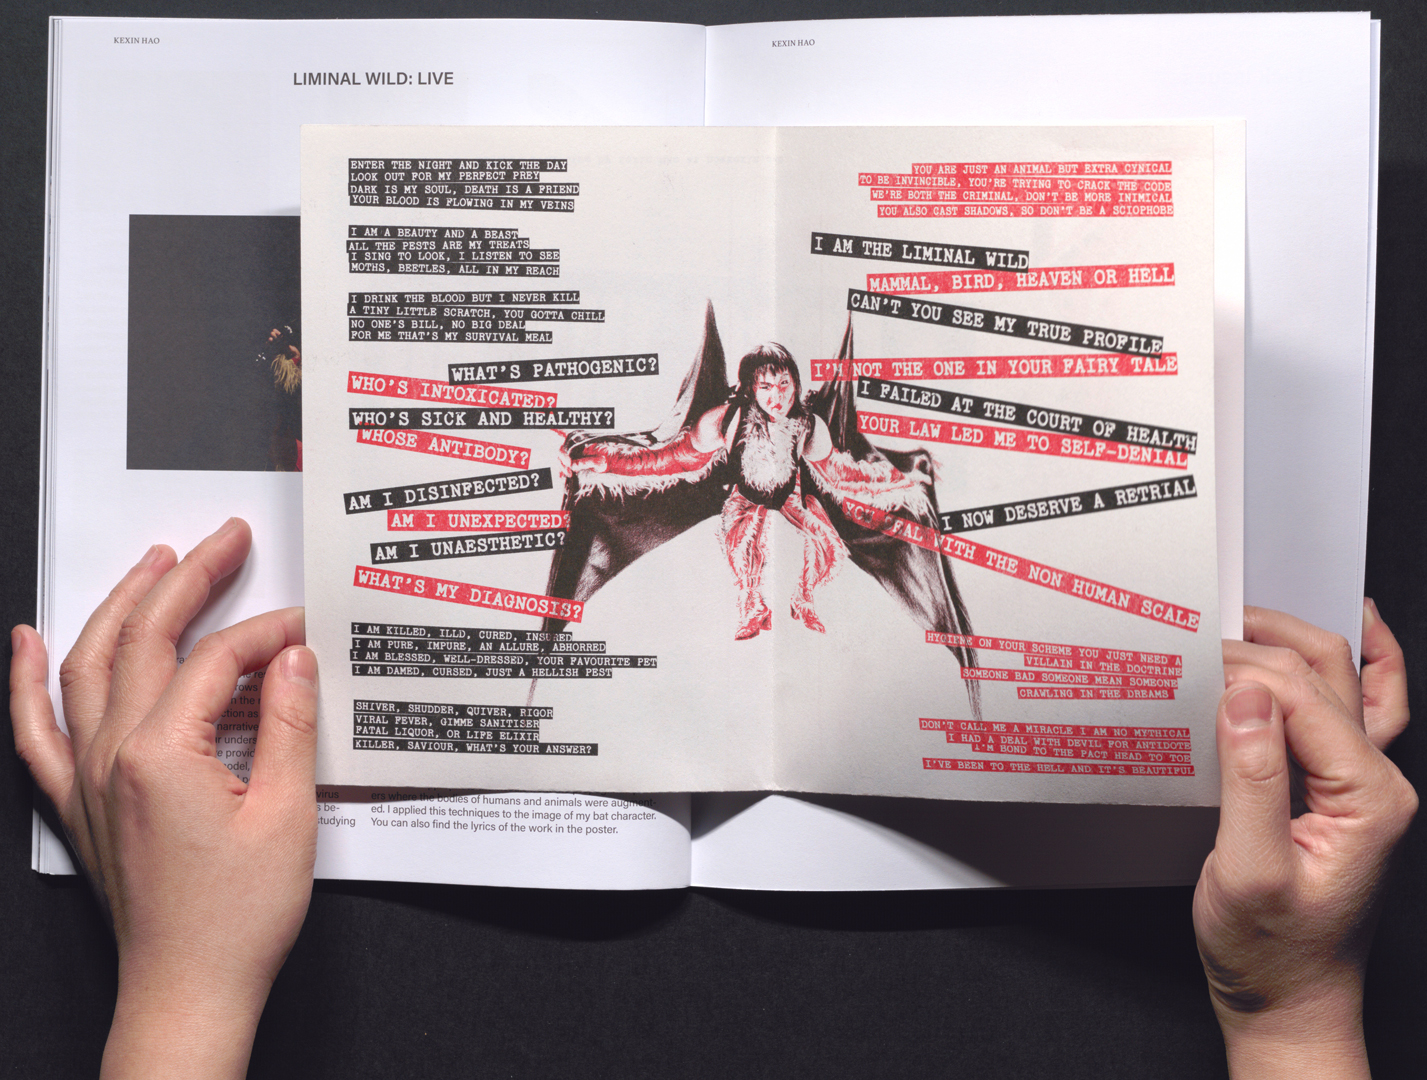 KEXIN HAO
KEXIN HAO
LIMINAL WILD: LIVE
ENTER THE NIGHT AND KICK THE DAY
LOOK OUT FOR MY PERFECT PREY
DARK IS MY SOUL, DEATH IS A FRIEND
YOUR BLOOD IS FLOWING IN MY VEINS
I AM A BEAUTY AND A BEAST
ALL THE PESTS ARE MY TREATS
I SING TO LOOK, I LISTEN TO SEE
MOTHS, BEETLES, ALL IN MY REACH
I DRINK THE BLOOD BUT I NEVER KILL
A TINY LITTLE SCRATCH, YOU GOTTA CHILL
NO ONE'S BILL, NO BIG DEAL
FOR ME THAT'S MY SURVIVAL MEAL
WHAT'S PATHOGENIC?
WHO'S INTOXICATED?
WHO'S SICK AND HEALTHY?
WHOSE ANTIBODY?
AM I DISINFECTED?
AM I UNEXPECTED?
AM I UNAESTHETIC?
WHAT'S MY DIAGNOSIS?
I AM KILLED, ILLD, CURED, INSURED
I AM PURE, IMPURE, AN ALLURE, ABHORRED
I AM BLESSED, WELL-DRESSED, YOUR FAVOURITE PET
I AM DAMED, CURSED, JUST A HELLISH PEST
SHIVER, SHUDDER, QUIVER, RIGOR
VIRAL FEVER, GIMME SANITISER
FATAL LIQUOR, OR LIFE ELIXIR
KILLER, SAVIOUR, WHAT'S YOUR ANSWER?
YOU ARE JUST AN ANIMAL BUT EXTRA CYNICAL
TO BE INVINCIBLE, YOU'RE TRYING TO CRACK THE CODE
WE'RE BOTH THE CRIMINAL, DON'T BE MORE INIMICAL
YOU ALSO CAST SHADOWS, SO DON'T BE A SCIOPHOBE
I AM THE LIMINAL WILD
MAMMAL, BIRD, HEAVEN OR HELL
CAN'T YOU SEE MY TRUE PROFILE
I'M NOT THE ONE IN YOUR FAIRY TALE
I FAILED AT THE COURT OF HEALTH
YOUR LAW LED ME TO SELF-DENIAL
I NOW DESERVE A RETRIAL
YOU WITH THE NON HUMAN SCALE
HYGIENE ON YOUR SCHEME YOU JUST NEED A
VILLAIN IN THE DOCTRINE
SOMEONE BAD SOMEONE MEAN SOMEONE
CRAWLING IN THE DREAMS
DON'T CALL ME A MIRACLE I AM NO MYTHICAL
I HAD A DEAL WITH DEVIL FOR ANTIDOTE
I'M BOND TO THE PACT HEAD TO TOE
I'VE BEEN TO THE HELL AND IT'S BEAUTIFUL
virus
s be-
studying
ers where the bodies of humans and animals were augment-
ed. I applied this techniques to the image of my bat character.
You can also find the lyrics of the work in the poster.